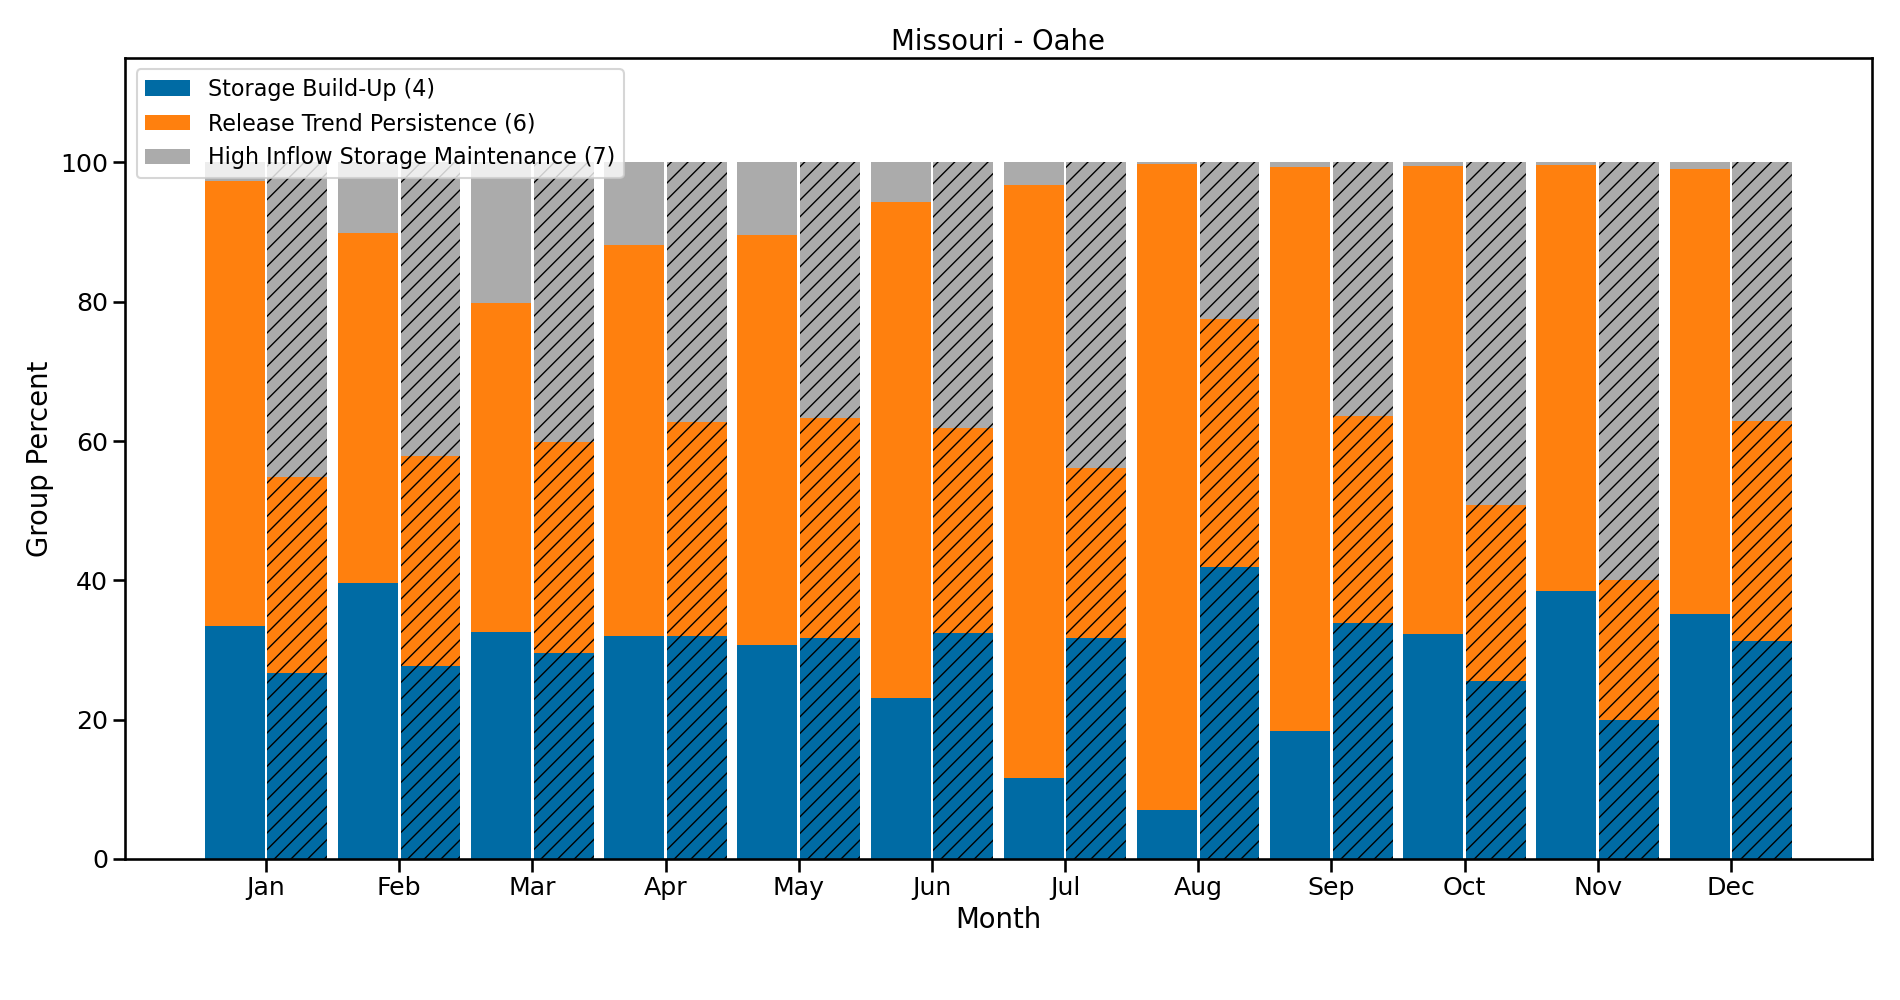 Missouri - Oahe
Storage Build-Up (4)
Release Trend Persistence (6)
High Inflow Storage Maintenance (7)
100
80
60
40
20
0
Group Percent
Jan Feb Mar Apr May Jun Jul Aug Sep Oct Nov Dec
Month